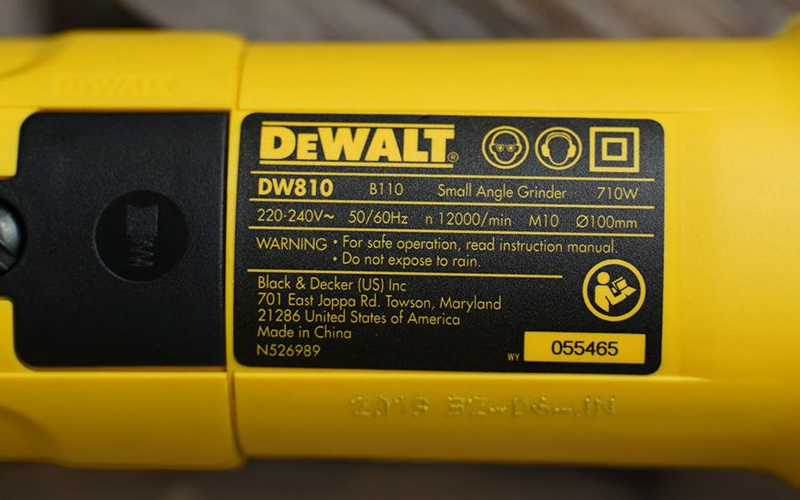 DEWALT®
DW810 B110 Small Angle Grinder 710W
220-240V~ 50/60Hz n 12000/min M10 Ø100mm
WARNING • For safe operation, read instruction manual.
• Do not expose to rain.
Black & Decker (US) Inc
701 East Joppa Rd. Towson, Maryland
21286 United States of America
Made in China
N526989
WY 055465